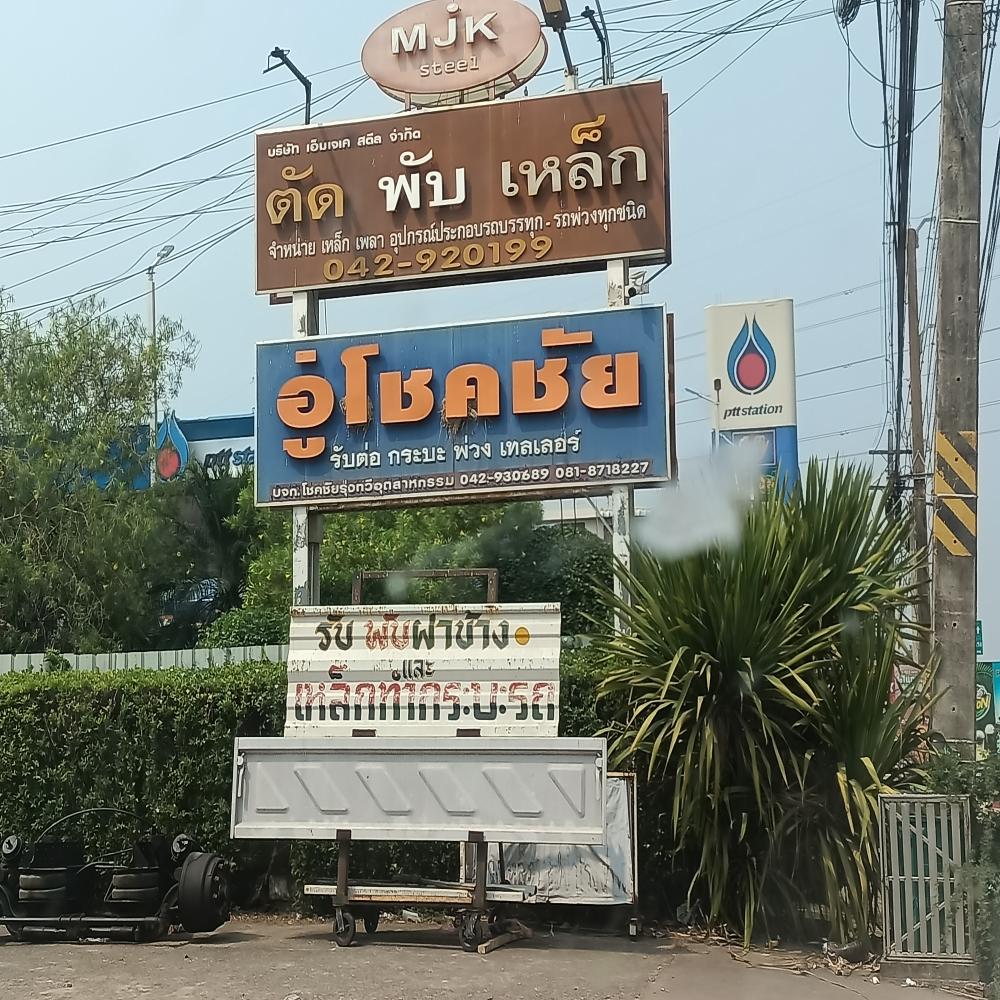 MJK
steel
บริษัท เอ็มเจเค สตีล จำกัด
ตัด พับ เหล็ก
จำหน่าย เหล็ก เพลา อุปกรณ์ประกอบรถบรรทุก - รถพ่วงทุกชนิด
042-920199
อู่โชคชัย
รับต่อ กระบะ พ่วง เทลเลอร์
บจก. โชคชัยรุ่งทวีอุตสาหกรรม 042-930689 081-8718227
ptt station
ptt sta
รับ พับฝาข้าง
และ
เหล็กทำกระบะรถ